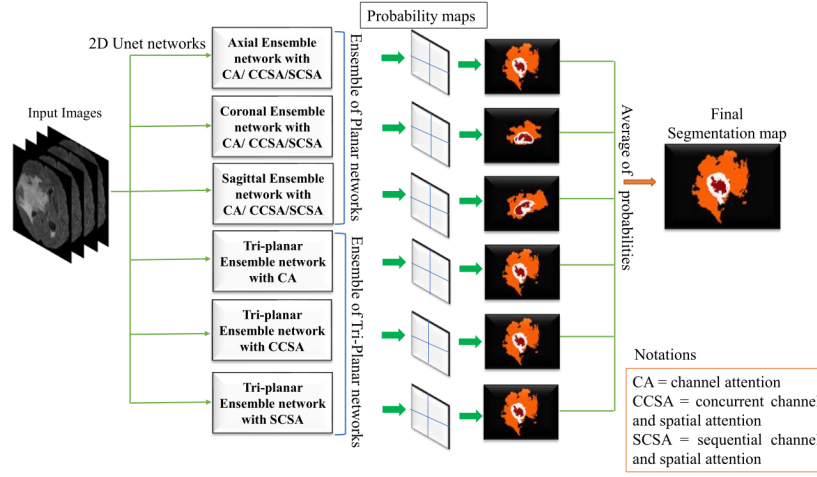 Probability maps
2D Unet networks
Input Images
Axial Ensemble
network with
CA/ CCSA/SCSA
Coronal Ensemble
network with
CA/ CCSA/SCSA
Sagittal Ensemble
network with
CA/ CCSA/SCSA
Tri-planar
Ensemble network
with CA
Tri-planar
Ensemble network
with CCSA
Tri-planar
Ensemble network
with SCSA
Ensemble of Planar networks
Ensemble of Tri-Planar networks
Average of probabilities
Final
Segmentation map
Notations
CA = channel attention
CCSA = concurrent channel
and spatial attention
SCSA = sequential channel
and spatial attention